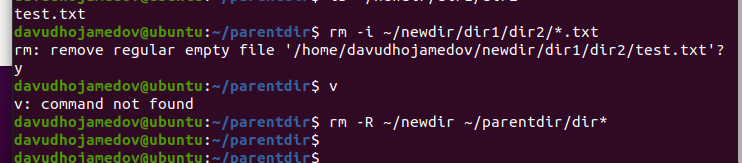 test.txt
davudhojamedov@ubuntu:~/parentdir$ rm -i ~/newdir/dir1/dir2/*.txt
rm: remove regular empty file '/home/davudhojamedov/newdir/dir1/dir2/test.txt'?
y
davudhojamedov@ubuntu:~/parentdir$ v
v: command not found
davudhojamedov@ubuntu:~/parentdir$ rm -R ~/newdir ~/parentdir/dir*
davudhojamedov@ubuntu:~/parentdir$
davudhojamedov@ubuntu:~/parentdir$